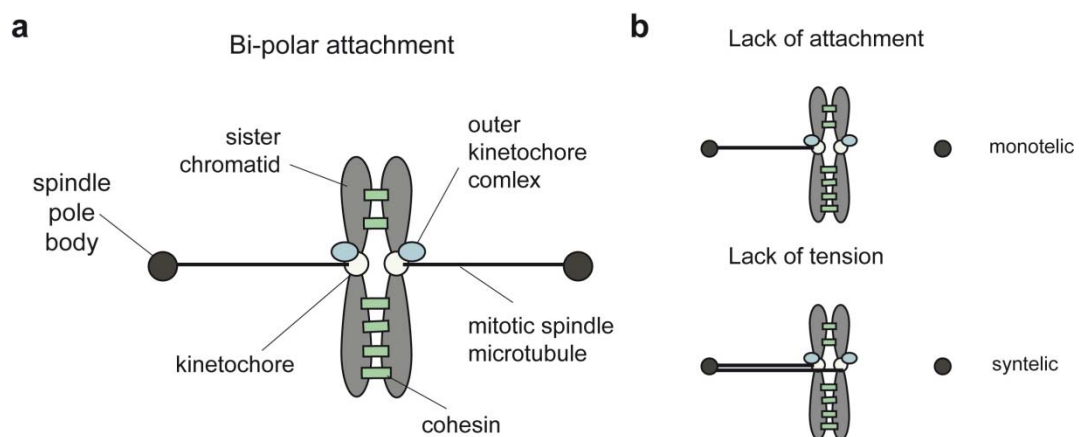 a
Bi-polar attachment
sister
chromatid
outer
kinetochore
comlex
spindle
pole
body
kinetochore
mitotic spindle
microtubule
cohesin
b
Lack of attachment
monotelic
Lack of tension
syntelic